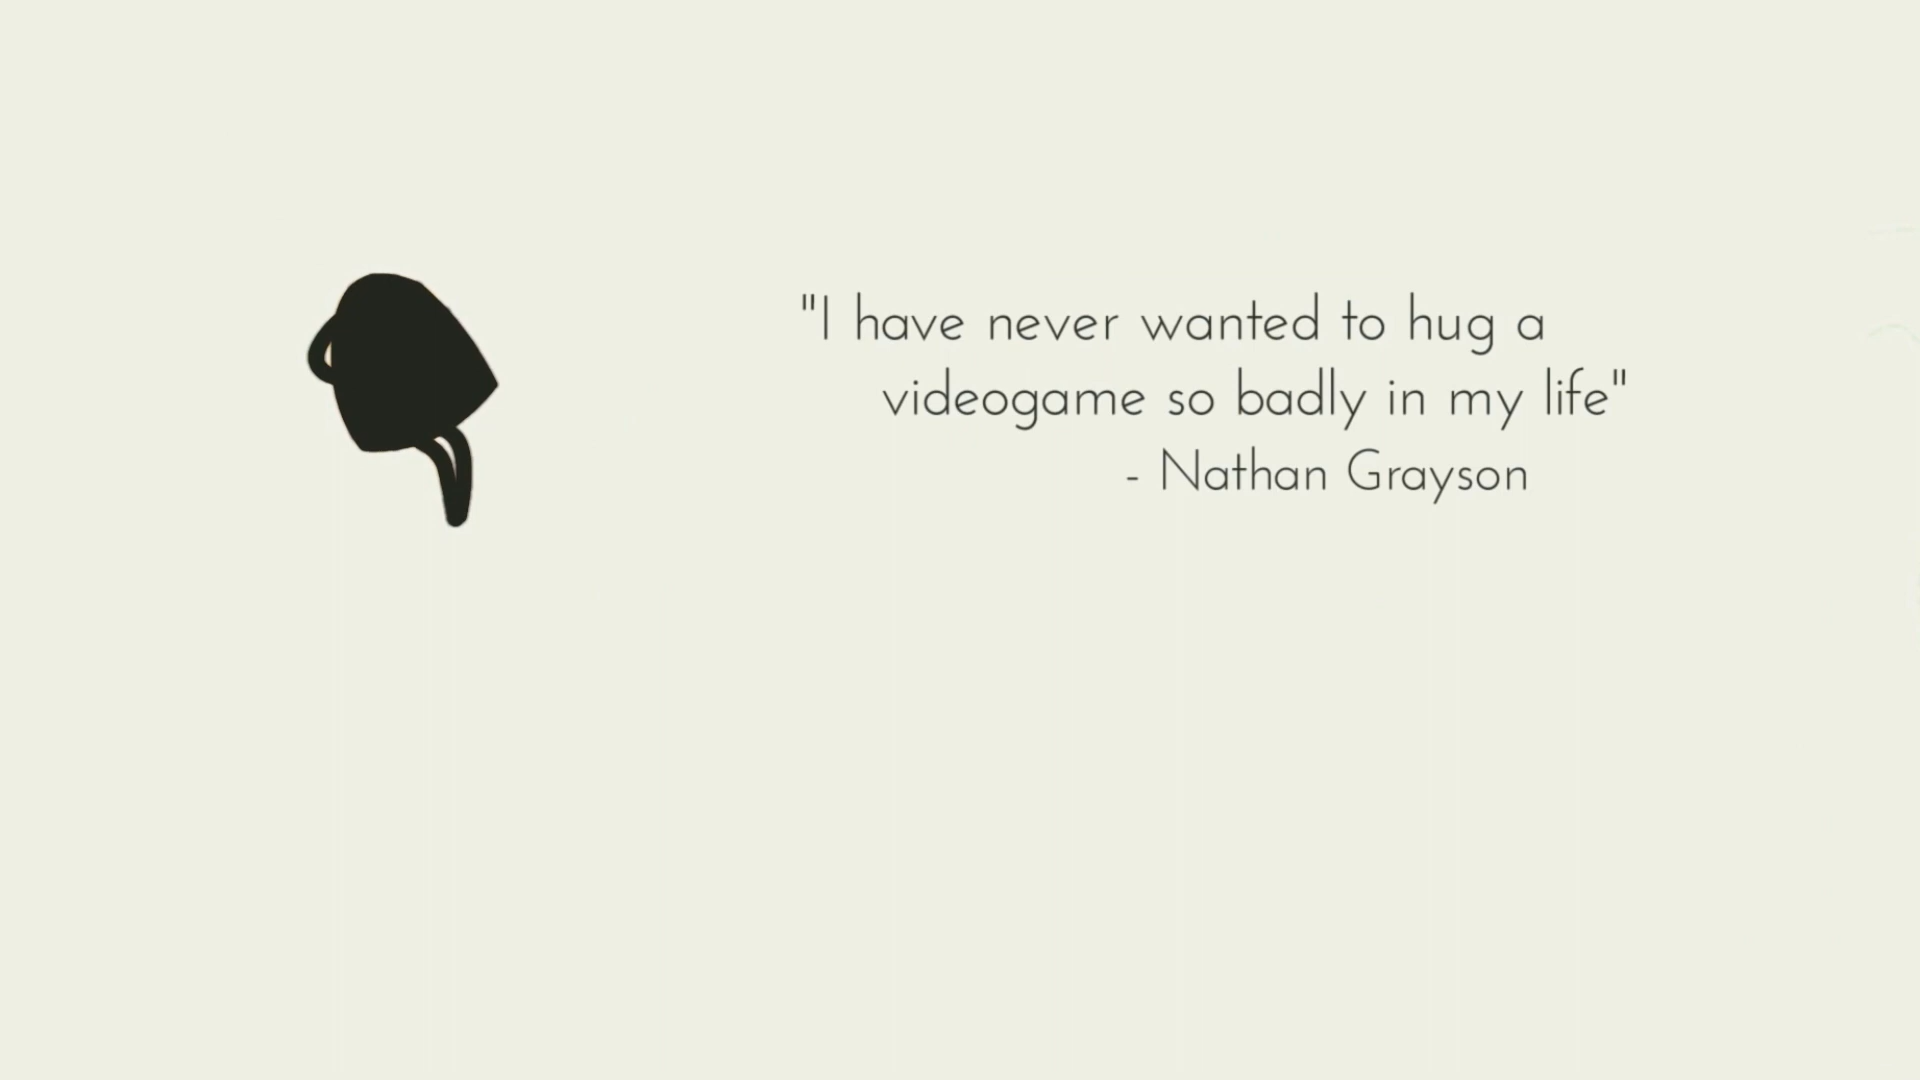 "I have never wanted to hug a
videogame so badly in my life"
- Nathan Grayson